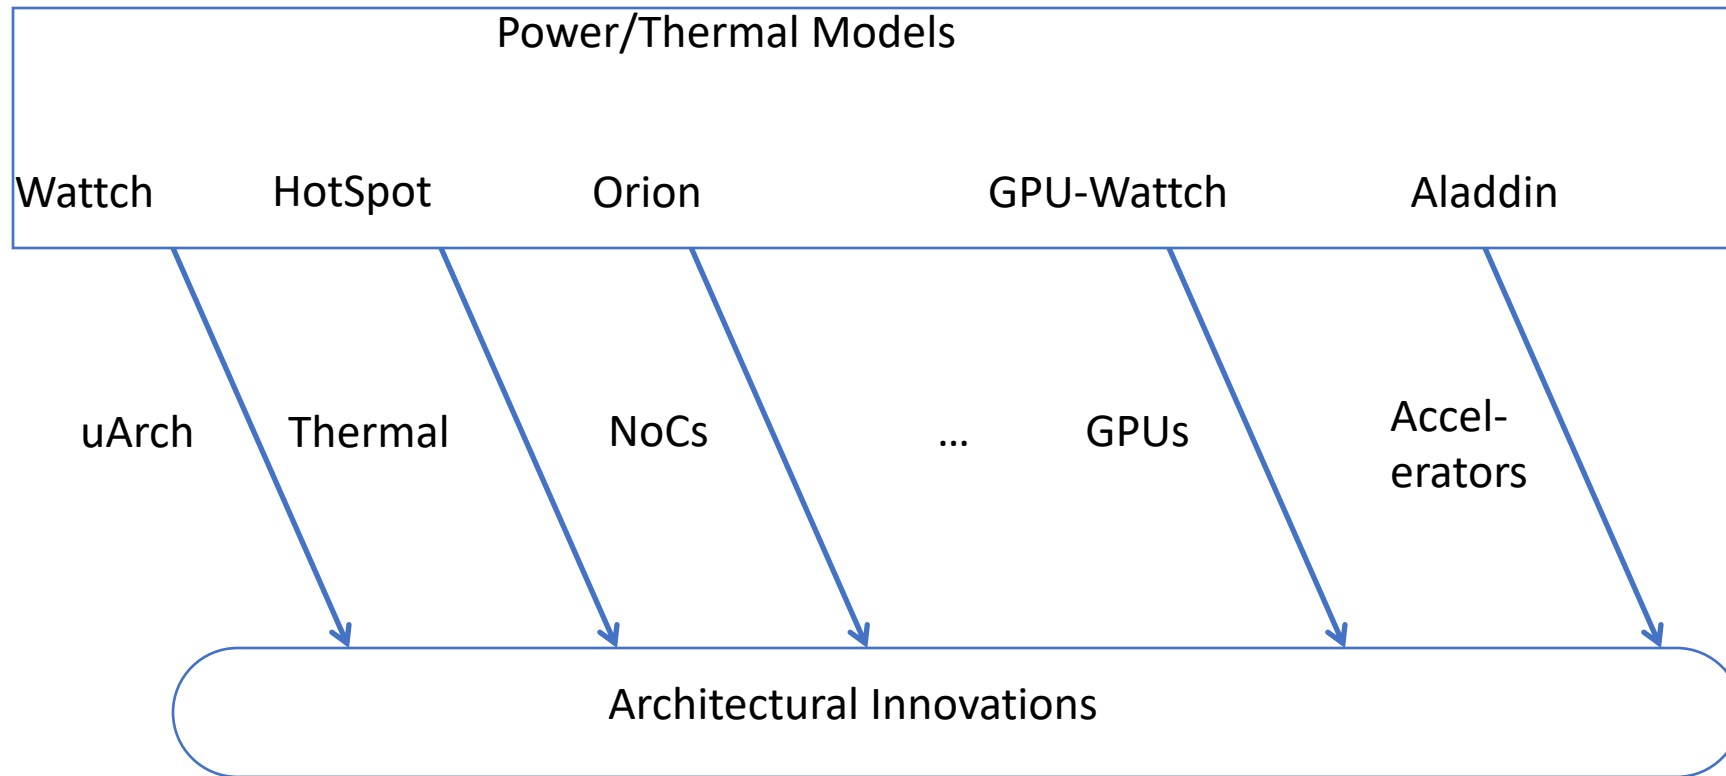 Power/Thermal Models
Wattch HotSpot Orion GPU-Wattch Aladdin
uArch Thermal NoCs ... GPUs Accel-
erators
Architectural Innovations